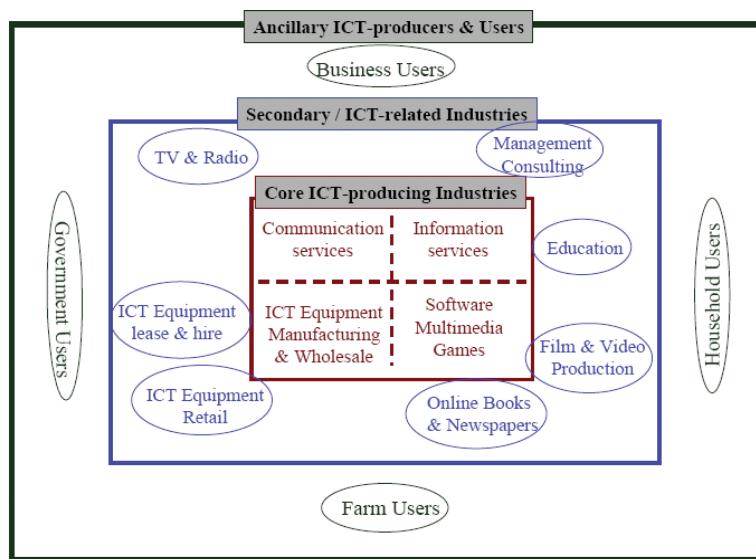 Ancillary ICT-producers & Users
Business Users
Secondary / ICT-related Industries
TV & Radio
Management
Consulting
Core ICT-producing Industries
Communication
services
Information
services
Education
Government Users
Household Users
ICT Equipment
lease & hire
ICT Equipment
Manufacturing
& Wholesale
Software
Multimedia
Games
Film & Video
Production
ICT Equipment
Retail
Online Books
& Newspapers
Farm Users